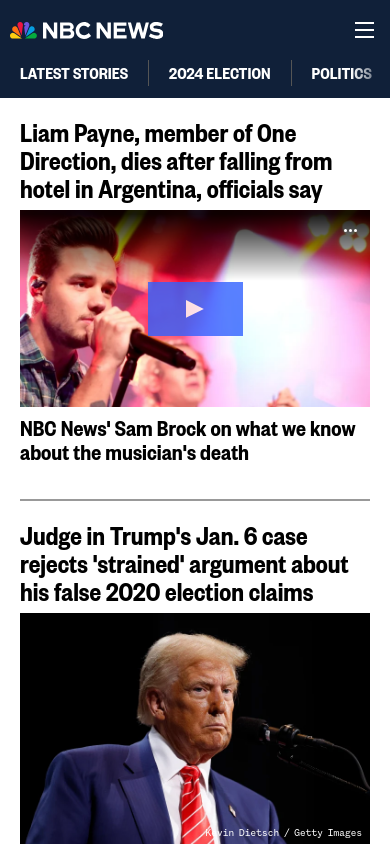 NBC NEWS
LATEST STORIES
2024 ELECTION
POLITICS
Liam Payne, member of One
Direction, dies after falling from
hotel in Argentina, officials say
NBC News' Sam Brock on what we know
about the musician's death
Judge in Trump's Jan. 6 case
rejects 'strained' argument about
his false 2020 election claims
Kevin Dietsch / Getty Images